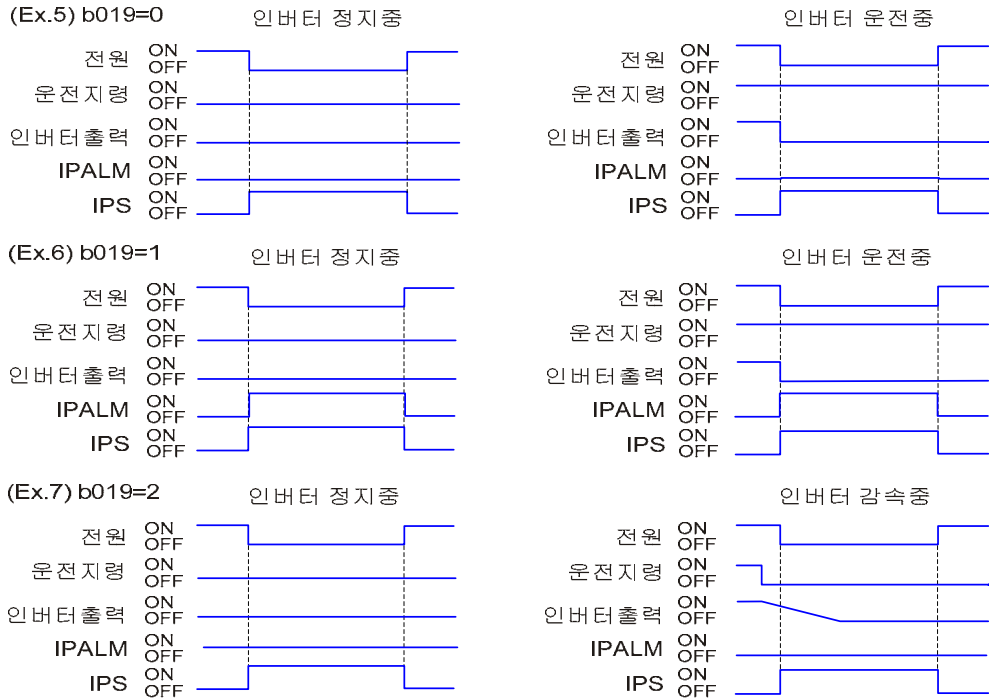 (Ex.5) b019=0 인버터 정지중 인버터 운전중
전원 ON OFF 전원 ON OFF
운전지령 ON OFF 운전지령 ON OFF
인버터출력 ON OFF 인버터출력 ON OFF
IPALM ON OFF IPALM ON OFF
IPS ON OFF IPS ON OFF
(Ex.6) b019=1 인버터 정지중 인버터 운전중
전원 ON OFF 전원 ON OFF
운전지령 ON OFF 운전지령 ON OFF
인버터출력 ON OFF 인버터출력 ON OFF
IPALM ON OFF IPALM ON OFF
IPS ON OFF IPS ON OFF
(Ex.7) b019=2 인버터 정지중 인버터 감속중
전원 ON OFF 전원 ON OFF
운전지령 ON OFF 운전지령 ON OFF
인버터출력 ON OFF 인버터출력 ON OFF
IPALM ON OFF IPALM ON OFF
IPS ON OFF IPS ON OFF